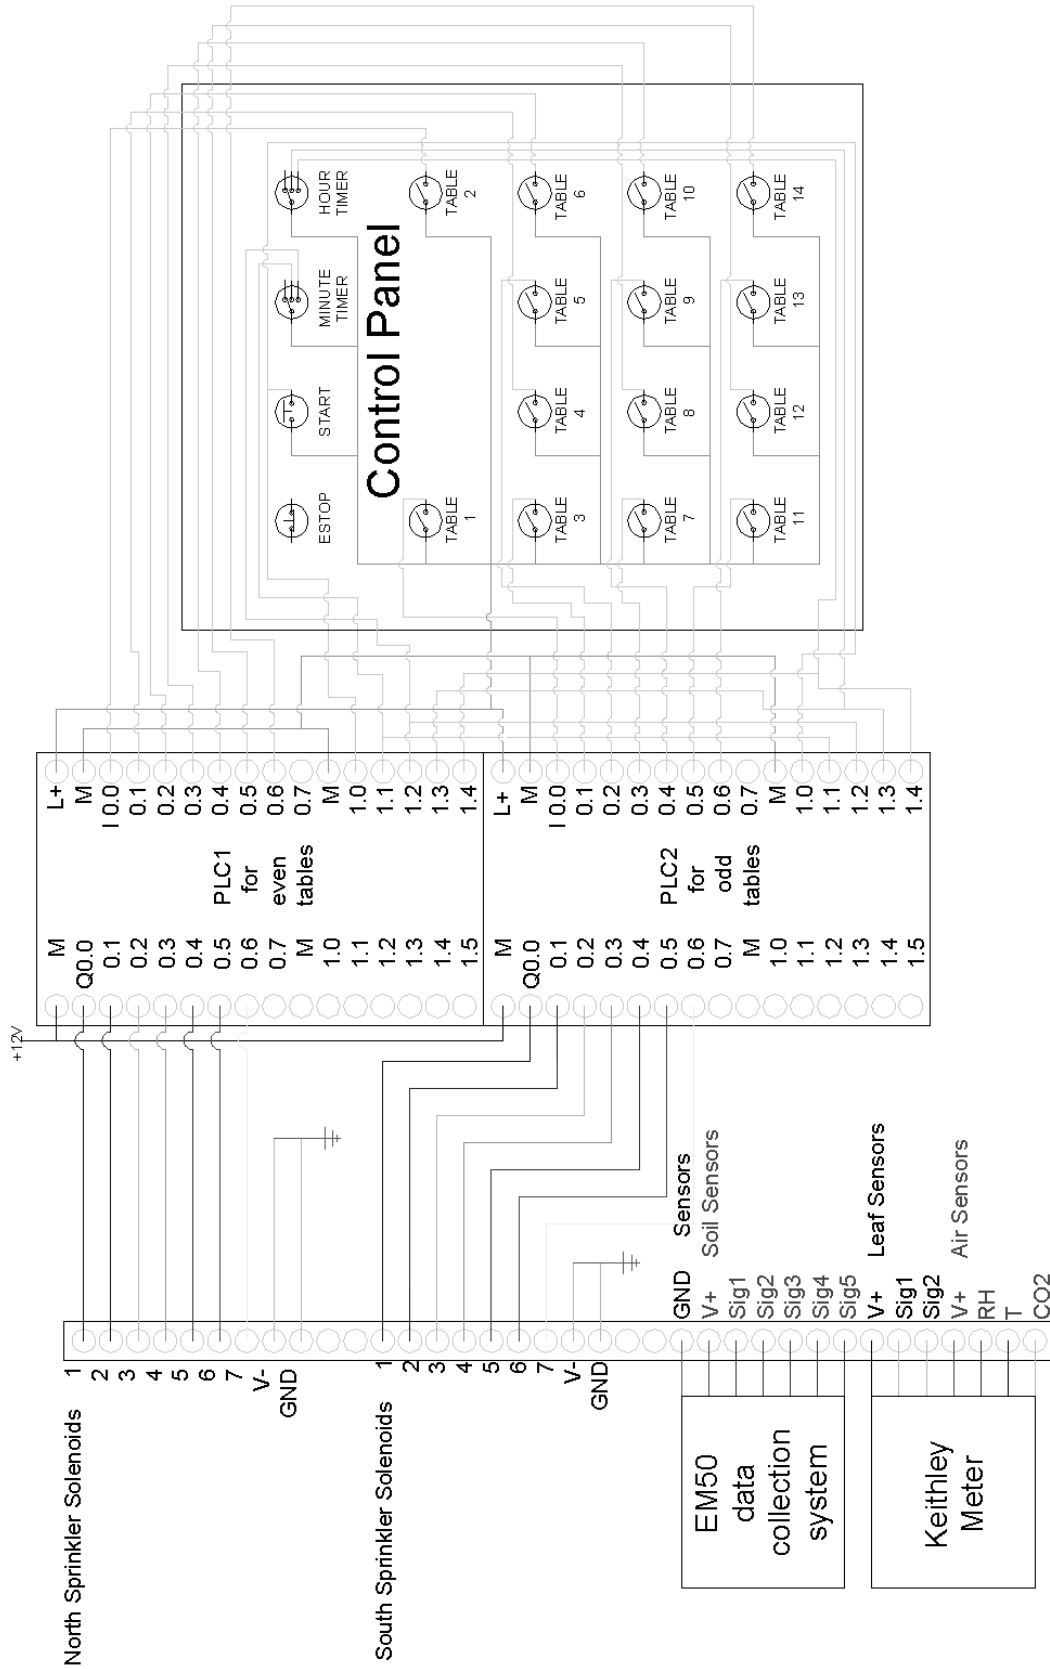 North Sprinkler Solenoids
1
2
3
4
5
6
7
V-
GND
South Sprinkler Solenoids
1
2
3
4
5
6
7
V-
GND
Sensors
GND
Soil Sensors
V+
Sig1
Sig2
Sig3
Sig4
Sig5
Leaf Sensors
V+
Sig1
Sig2
Air Sensors
V+
RH
T
CO2
EM50
data
collection
system
Keithley
Meter
+12V
M
Q0.0
0.1
0.2
0.3
0.4
0.5
0.6
0.7
M
1.0
1.1
1.2
1.3
1.4
1.5
PLC1
for
even
tables
L+
M
I 0.0
0.1
0.2
0.3
0.4
0.5
0.6
0.7
M
1.0
1.1
1.2
1.3
1.4
M
Q0.0
0.1
0.2
0.3
0.4
0.5
0.6
0.7
M
1.0
1.1
1.2
1.3
1.4
1.5
PLC2
for
odd
tables
L+
M
I 0.0
0.1
0.2
0.3
0.4
0.5
0.6
0.7
M
1.0
1.1
1.2
1.3
1.4
ESTOP
START
MINUTE
TIMER
HOUR
TIMER
Control Panel
TABLE
1
TABLE
2
TABLE
3
TABLE
4
TABLE
5
TABLE
6
TABLE
7
TABLE
8
TABLE
9
TABLE
10
TABLE
11
TABLE
12
TABLE
13
TABLE
14